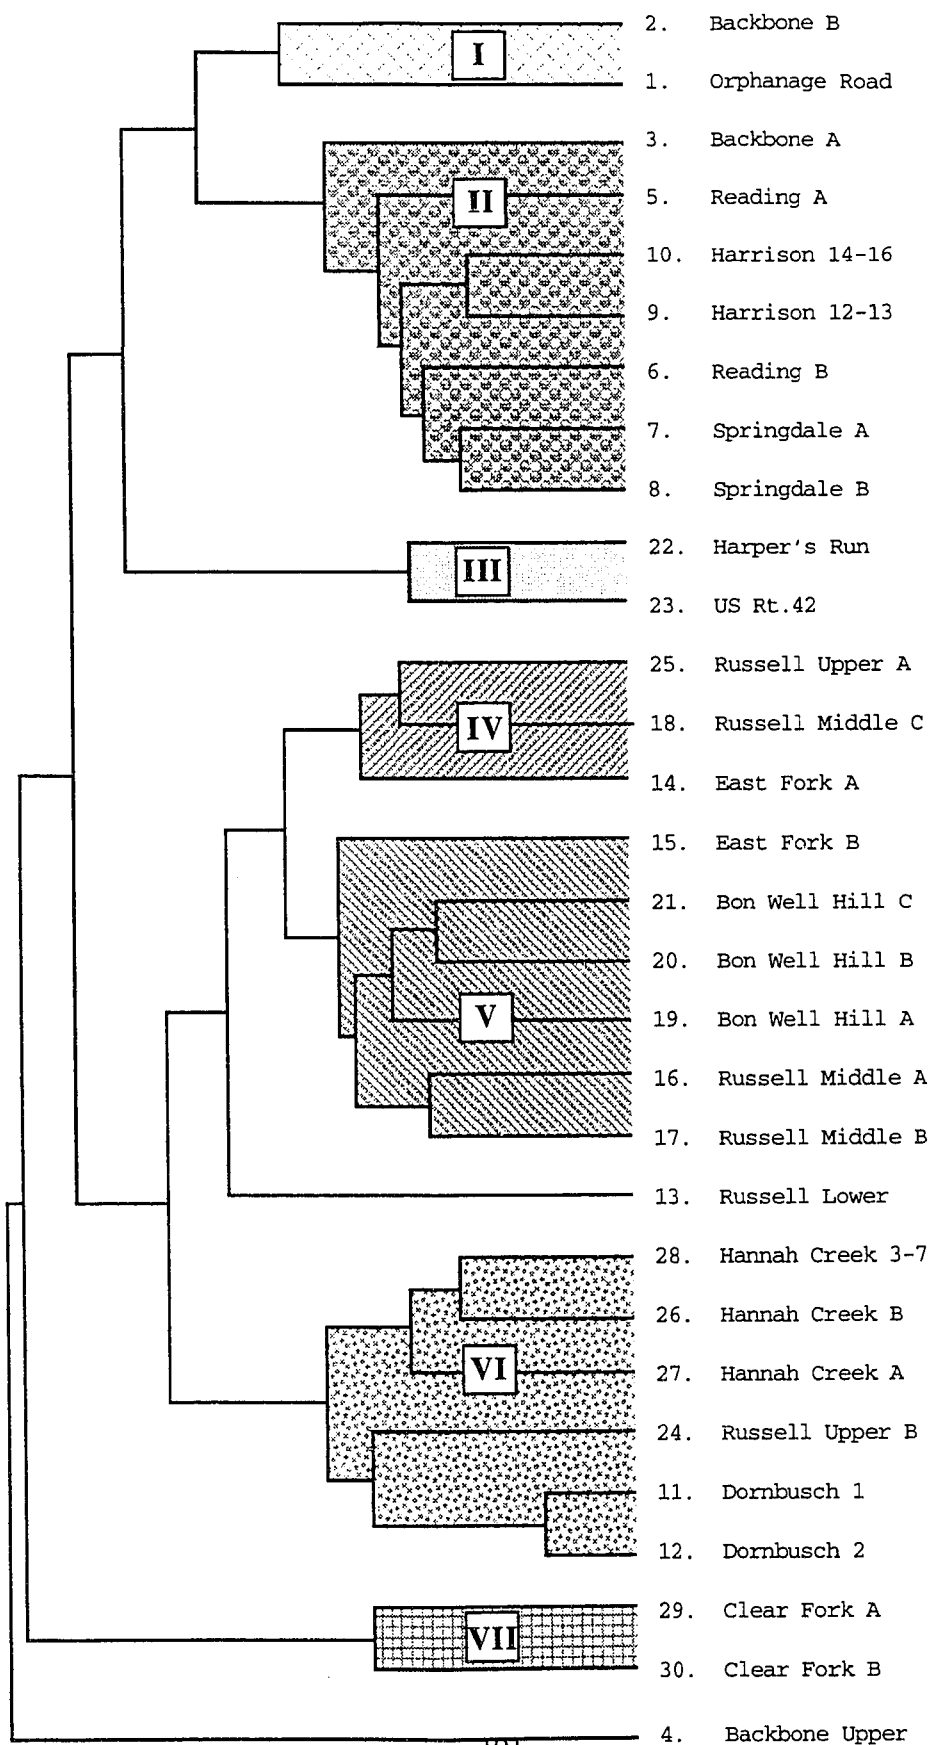 2. Backbone B
I
1. Orphanage Road
3. Backbone A
II
5. Reading A
10. Harrison 14-16
9. Harrison 12-13
6. Reading B
7. Springdale A
8. Springdale B
22. Harper's Run
III
23. US Rt.42
25. Russell Upper A
IV
18. Russell Middle C
14. East Fork A
15. East Fork B
21. Bon Well Hill C
20. Bon Well Hill B
V
19. Bon Well Hill A
16. Russell Middle A
17. Russell Middle B
13. Russell Lower
28. Hannah Creek 3-7
26. Hannah Creek B
VI
27. Hannah Creek A
24. Russell Upper B
11. Dornbusch 1
12. Dornbusch 2
29. Clear Fork A
VII
30. Clear Fork B
4. Backbone Upper